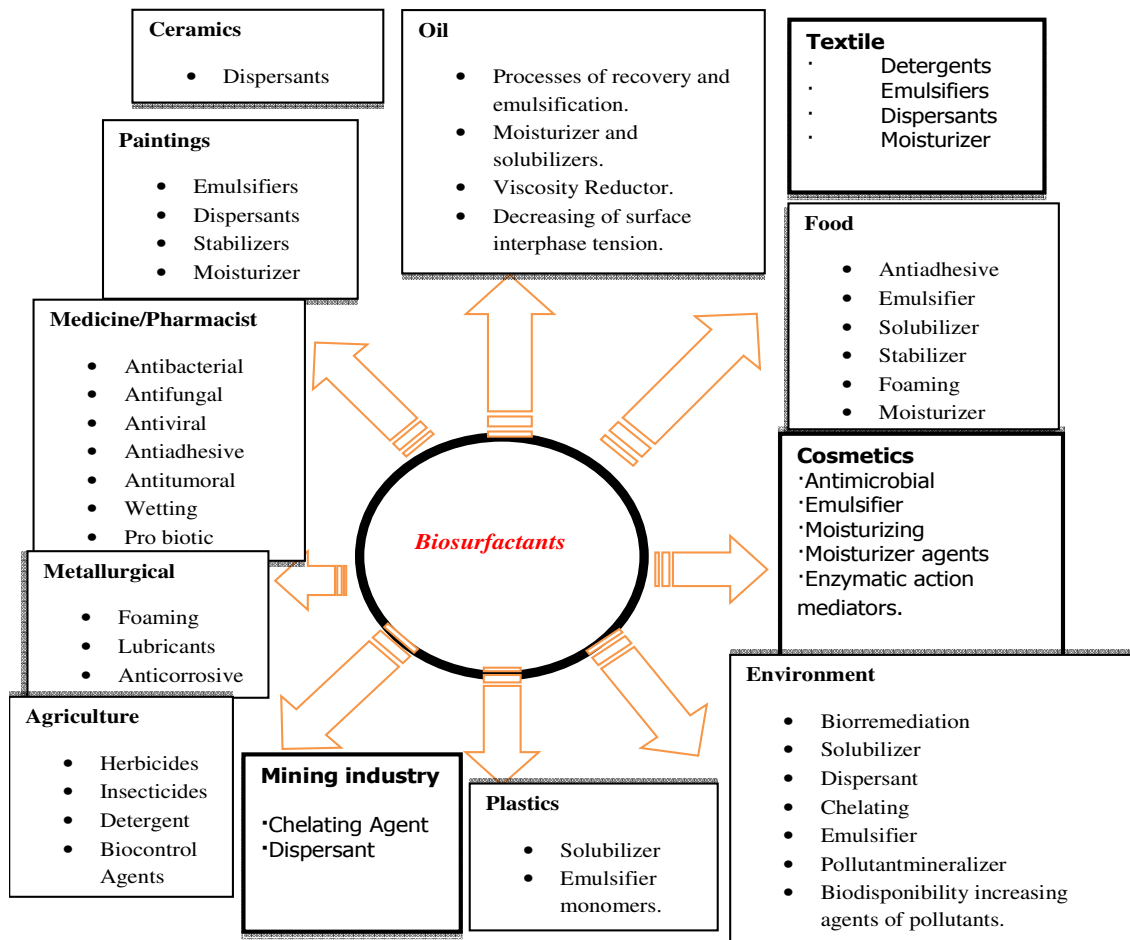 Ceramics
• Dispersants
Oil
• Processes of recovery and
emulsification.
• Moisturizer and
solubilizers.
• Viscosity Reductor.
• Decreasing of surface
interphase tension.
Textile
· Detergents
· Emulsifiers
· Dispersants
· Moisturizer
Paintings
• Emulsifiers
• Dispersants
• Stabilizers
• Moisturizer
Food
• Antiadhesive
• Emulsifier
• Solubilizer
• Stabilizer
• Foaming
• Moisturizer
Medicine/Pharmacist
• Antibacterial
• Antifungal
• Antiviral
• Antiadhesive
• Antitumoral
• Wetting
• Pro biotic
Biosurfactants
Cosmetics
·Antimicrobial
·Emulsifier
·Moisturizing
·Moisturizer agents
·Enzymatic action
mediators.
Metallurgical
• Foaming
• Lubricants
• Anticorrosive
Agriculture
• Herbicides
• Insecticides
• Detergent
• Biocontrol
Agents
Mining industry
·Chelating Agent
·Dispersant
Plastics
• Solubilizer
• Emulsifier
monomers.
Environment
• Biorremediation
• Solubilizer
• Dispersant
• Chelating
• Emulsifier
• Pollutantmineralizer
• Biodisponibility increasing
agents of pollutants.